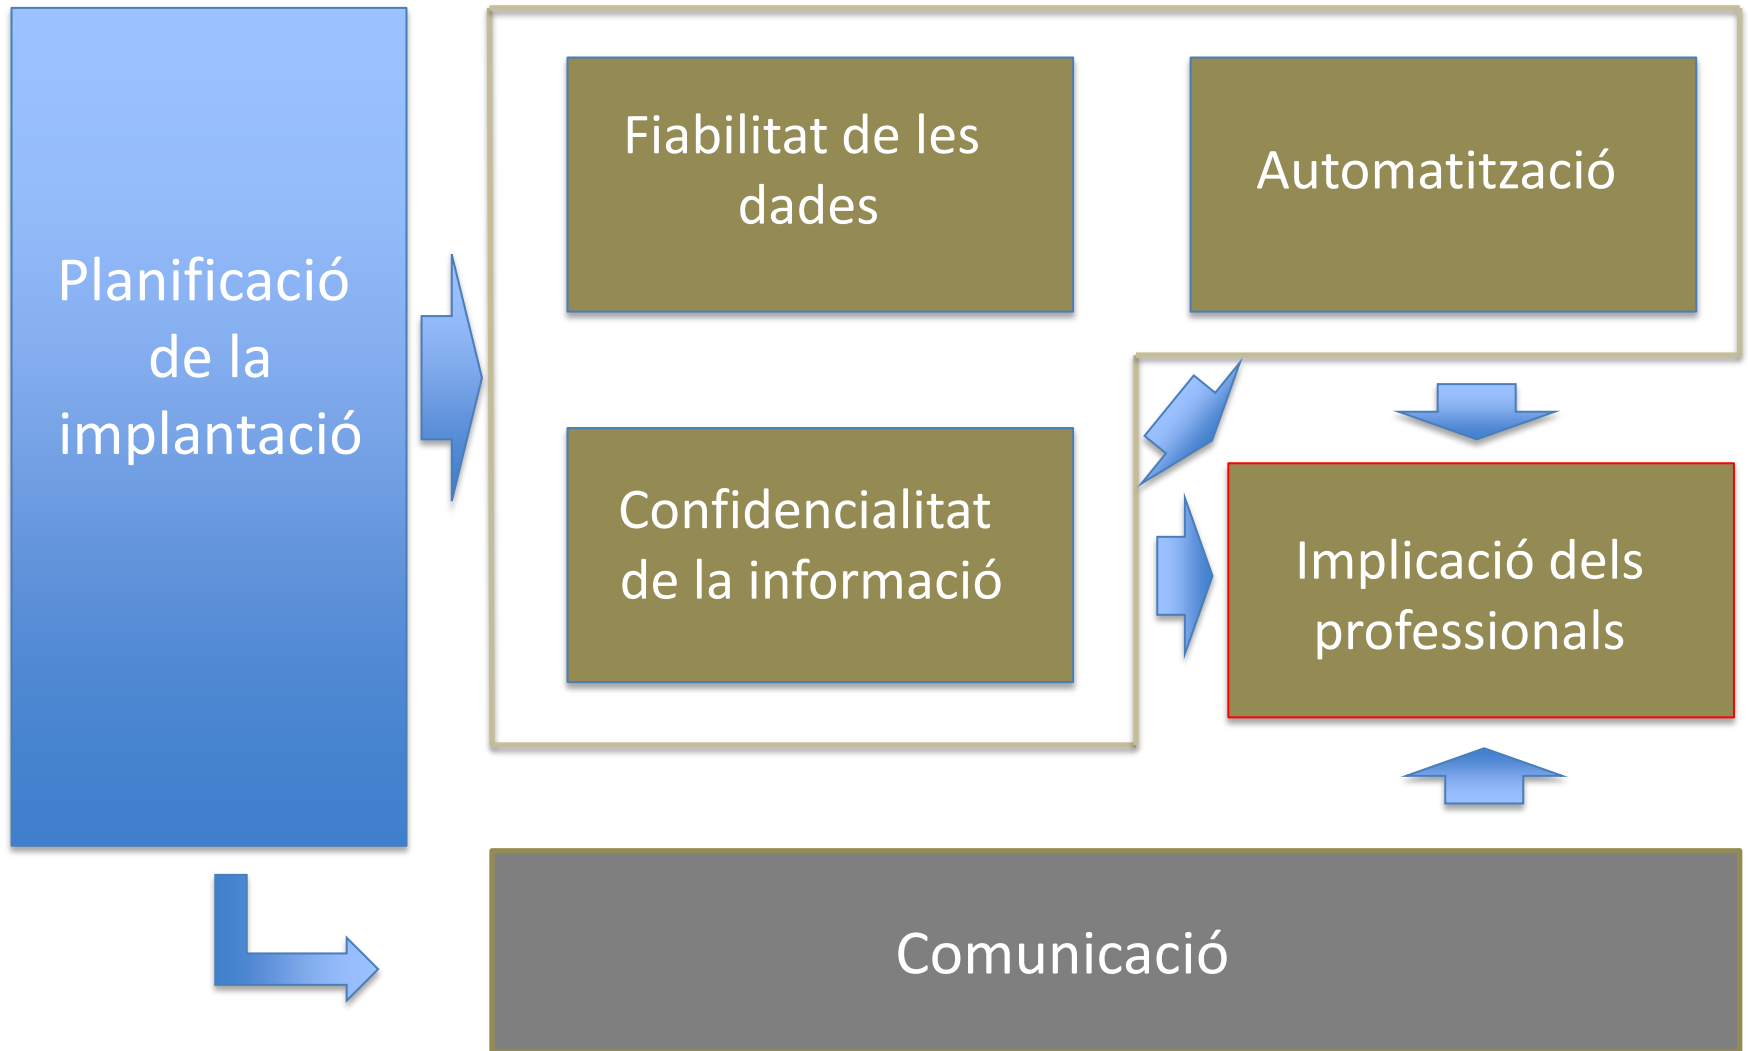 Planificació
de la
implantació
Fiabilitat de les
dades
Automatització
Confidencialitat
de la informació
Implicació dels
professionals
Comunicació